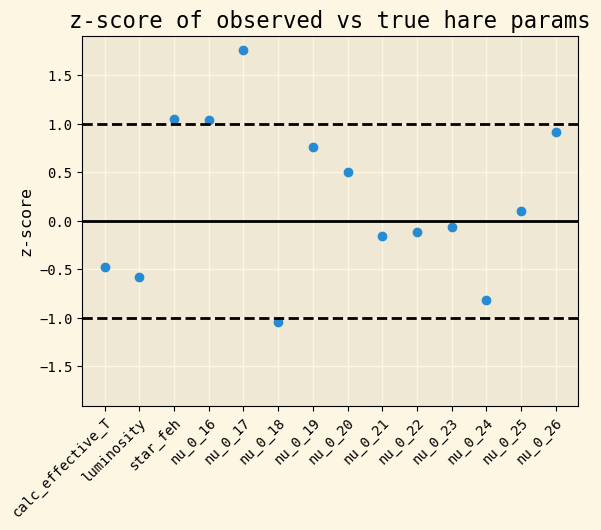 z-score of observed vs true hare params
z-score
1.5
1.0
0.5
0.0
−0.5
−1.0
−1.5
calc_effective_T
luminosity
star_feh
nu_0_16
nu_0_17
nu_0_18
nu_0_19
nu_0_20
nu_0_21
nu_0_22
nu_0_23
nu_0_24
nu_0_25
nu_0_26